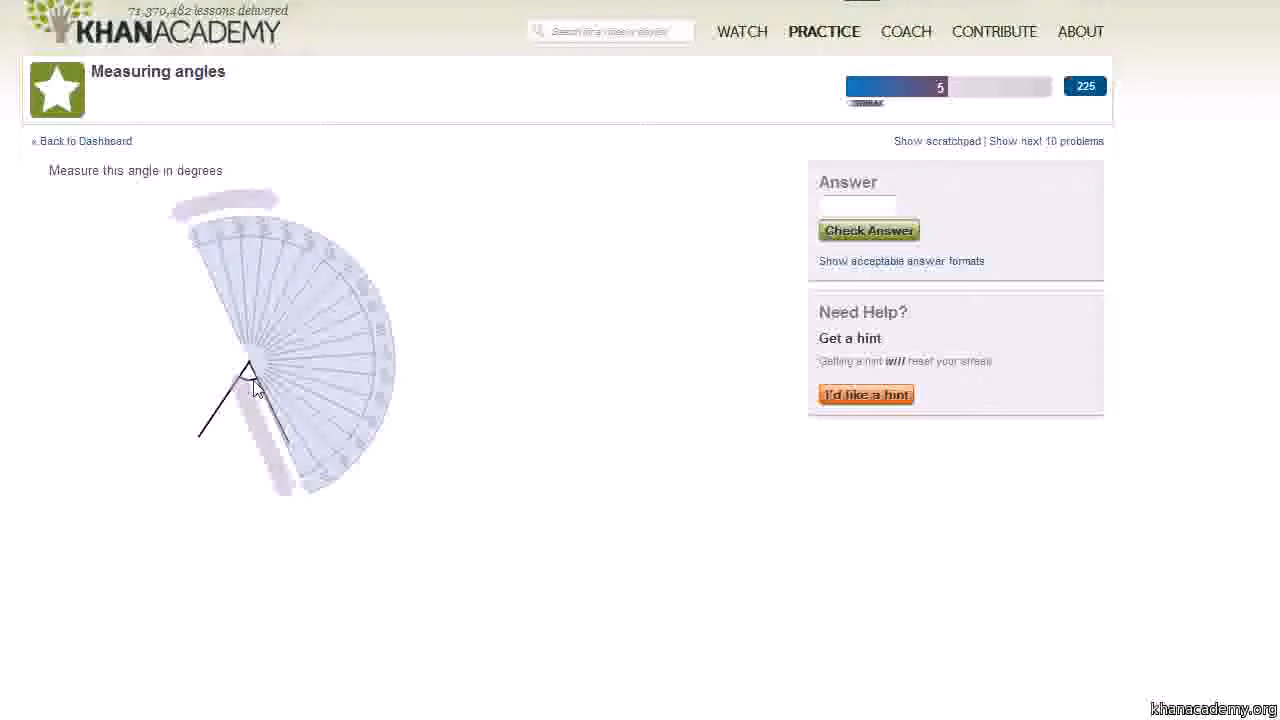 71,370,482 lessons delivered
KHANACADEMY
WATCH PRACTICE COACH CONTRIBUTE ABOUT
Measuring angles
5
225
« Back to Dashboard
Show scratchpad | Show next 10 problems
Measure this angle in degrees
Answer
Check Answer
Show acceptable answer formats
Need Help?
Get a hint
Getting a hint will reset your streak
I'd like a hint
khanacademy.org